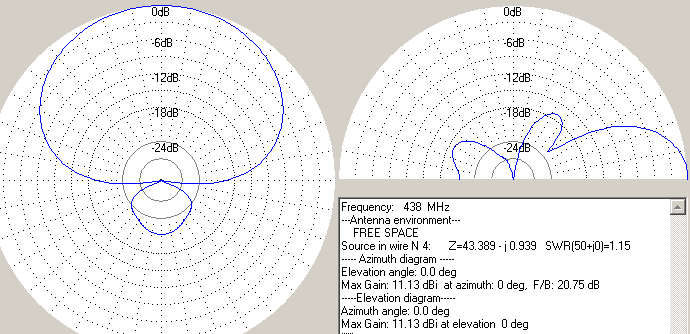 0dB
-6dB
-12dB
-18dB
-24dB
0dB
-6dB
-12dB
-18dB
-24dB
Frequency: 438 MHz
---Antenna environment---
FREE SPACE
Source in wire N 4: Z=43.389 - j 0.939 SWR(50+j0)=1.15
----- Azimuth diagram -----
Elevation angle: 0.0 deg
Max Gain: 11.13 dBi at azimuth: 0 deg, F/B: 20.75 dB
-----Elevation diagram-----
Azimuth angle: 0.0 deg
Max Gain: 11.13 dBi at elevation 0 deg